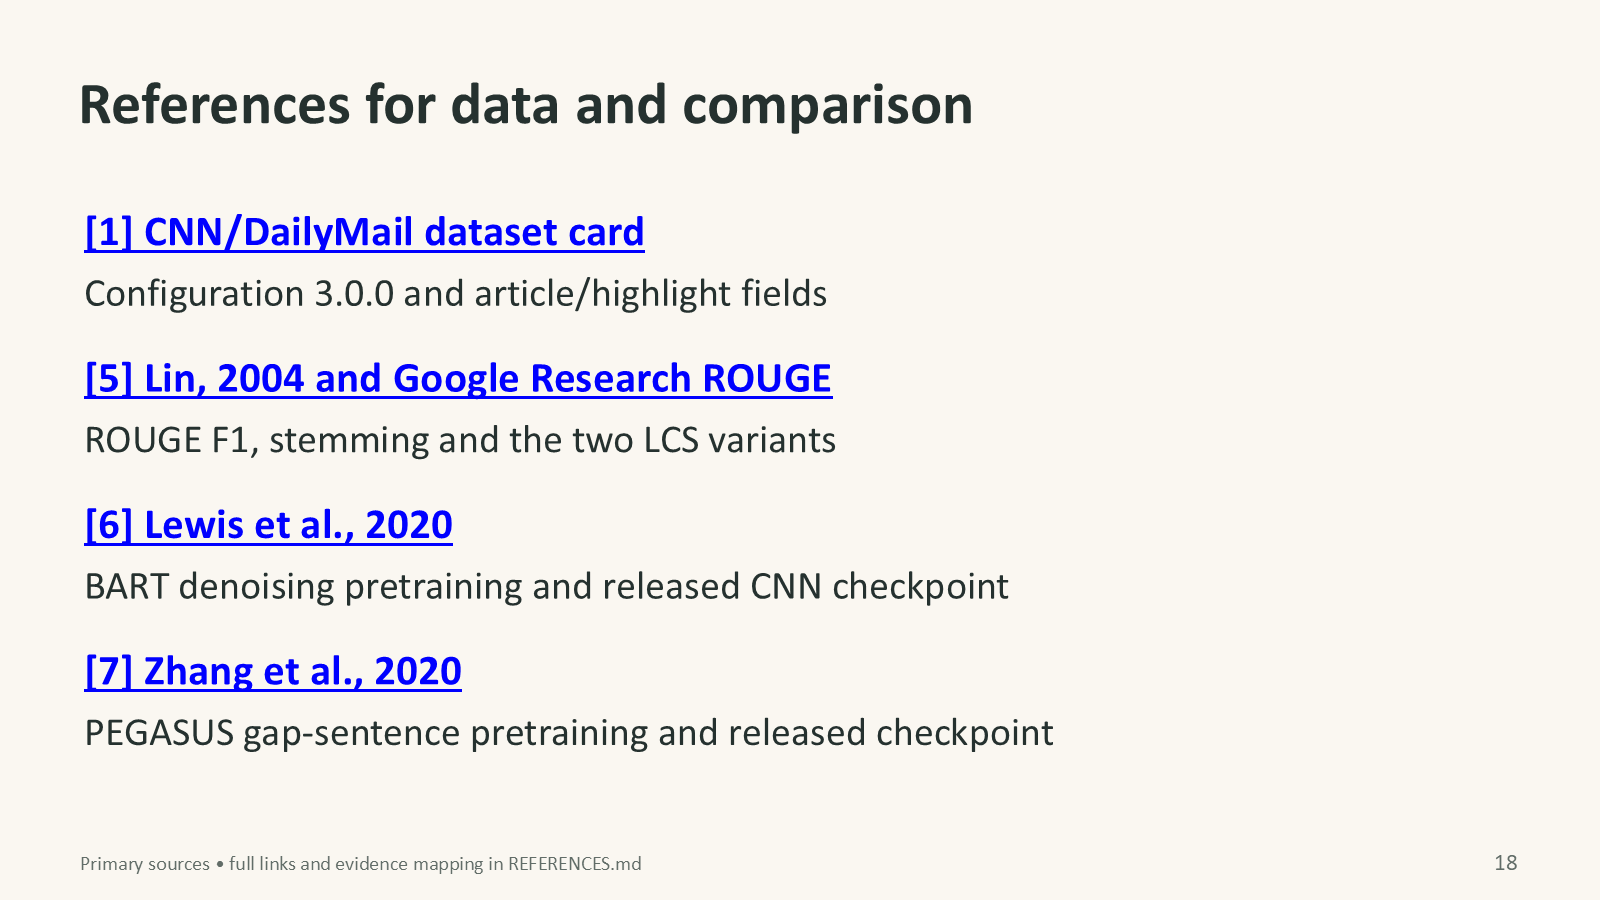 References for data and comparison
[1] CNN/DailyMail dataset card
Configuration 3.0.0 and article/highlight fields
[5] Lin, 2004 and Google Research ROUGE
ROUGE F1, stemming and the two LCS variants
[6] Lewis et al., 2020
BART denoising pretraining and released CNN checkpoint
[7] Zhang et al., 2020
PEGASUS gap-sentence pretraining and released checkpoint
Primary sources • full links and evidence mapping in REFERENCES.md
18